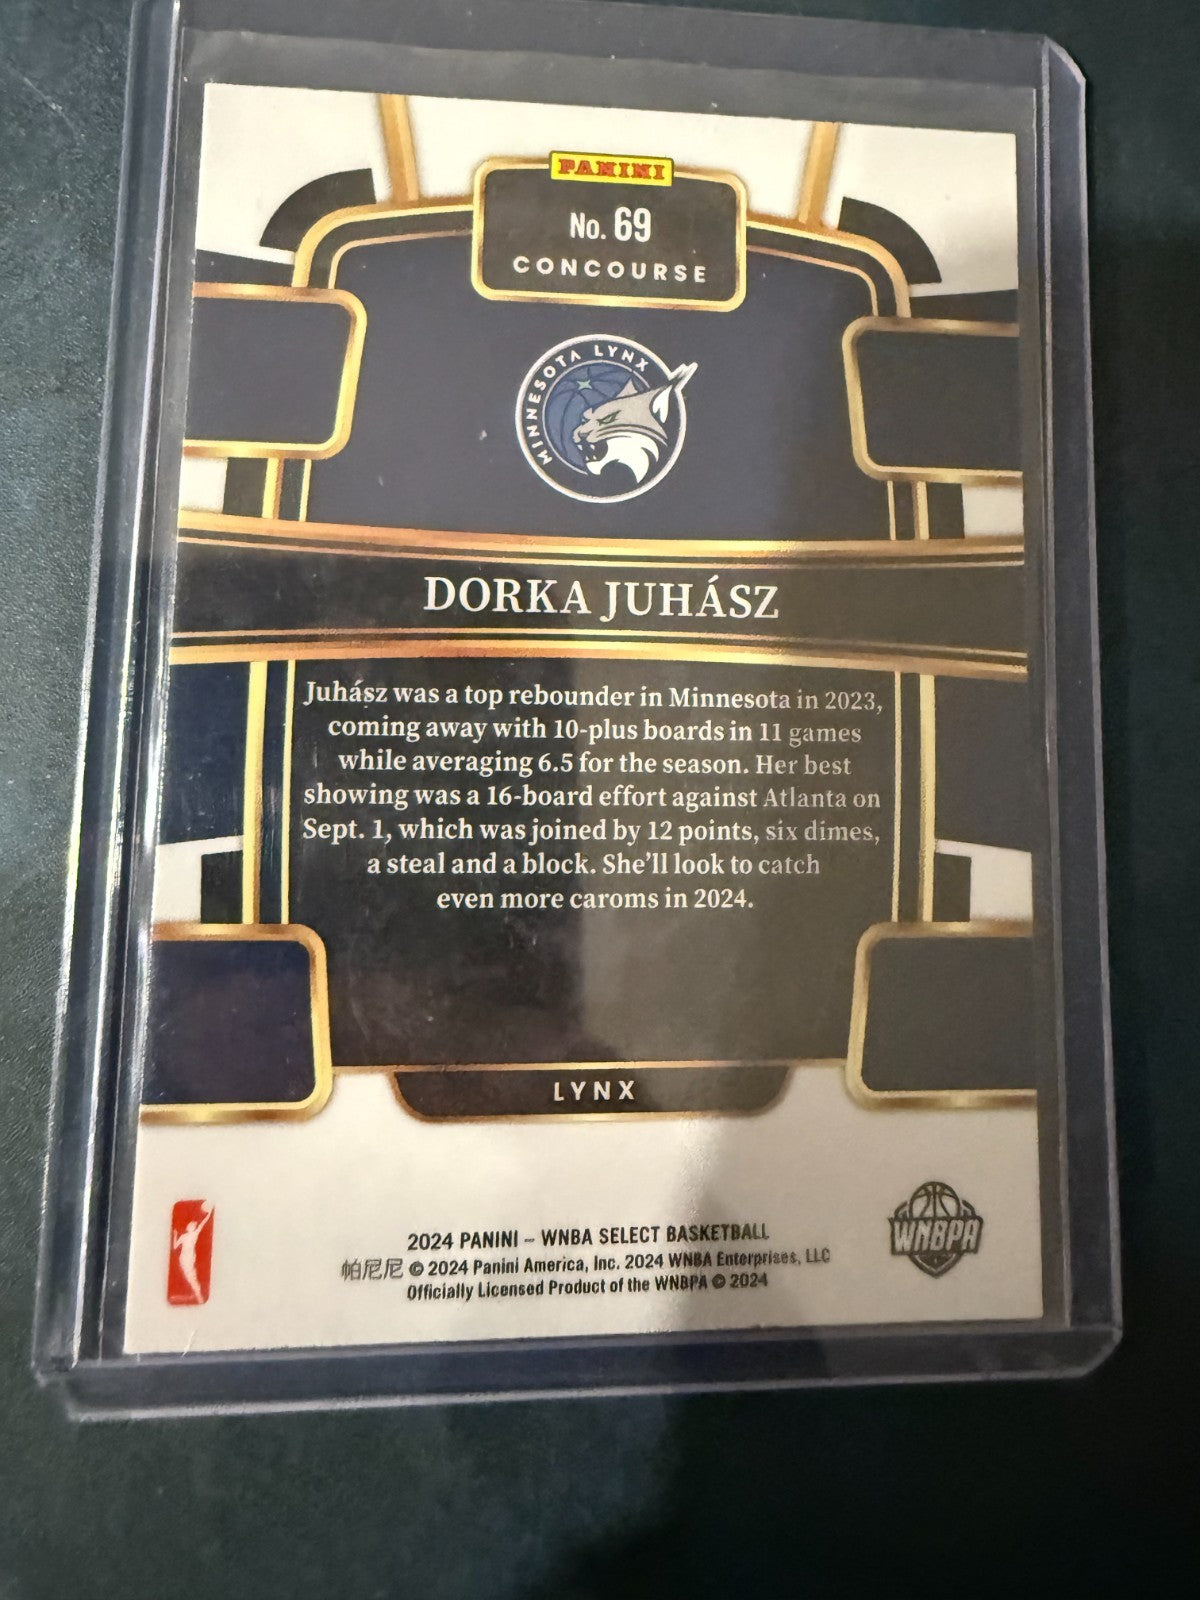 PANINI
No. 69
CONCOURSE
MINNESOTA LYNX
DORKA JUHÁSZ
Juhász was a top rebounder in Minnesota in 2023,
coming away with 10-plus boards in 11 games
while averaging 6.5 for the season. Her best
showing was a 16-board effort against Atlanta on
Sept. 1, which was joined by 12 points, six dimes,
a steal and a block. She'll look to catch
even more caroms in 2024.
LYNX
WNBPA
2024 PANINI – WNBA SELECT BASKETBALL
帕尼尼 © 2024 Panini America, Inc. 2024 WNBA Enterprises, LLC
Officially Licensed Product of the WNBPA © 2024